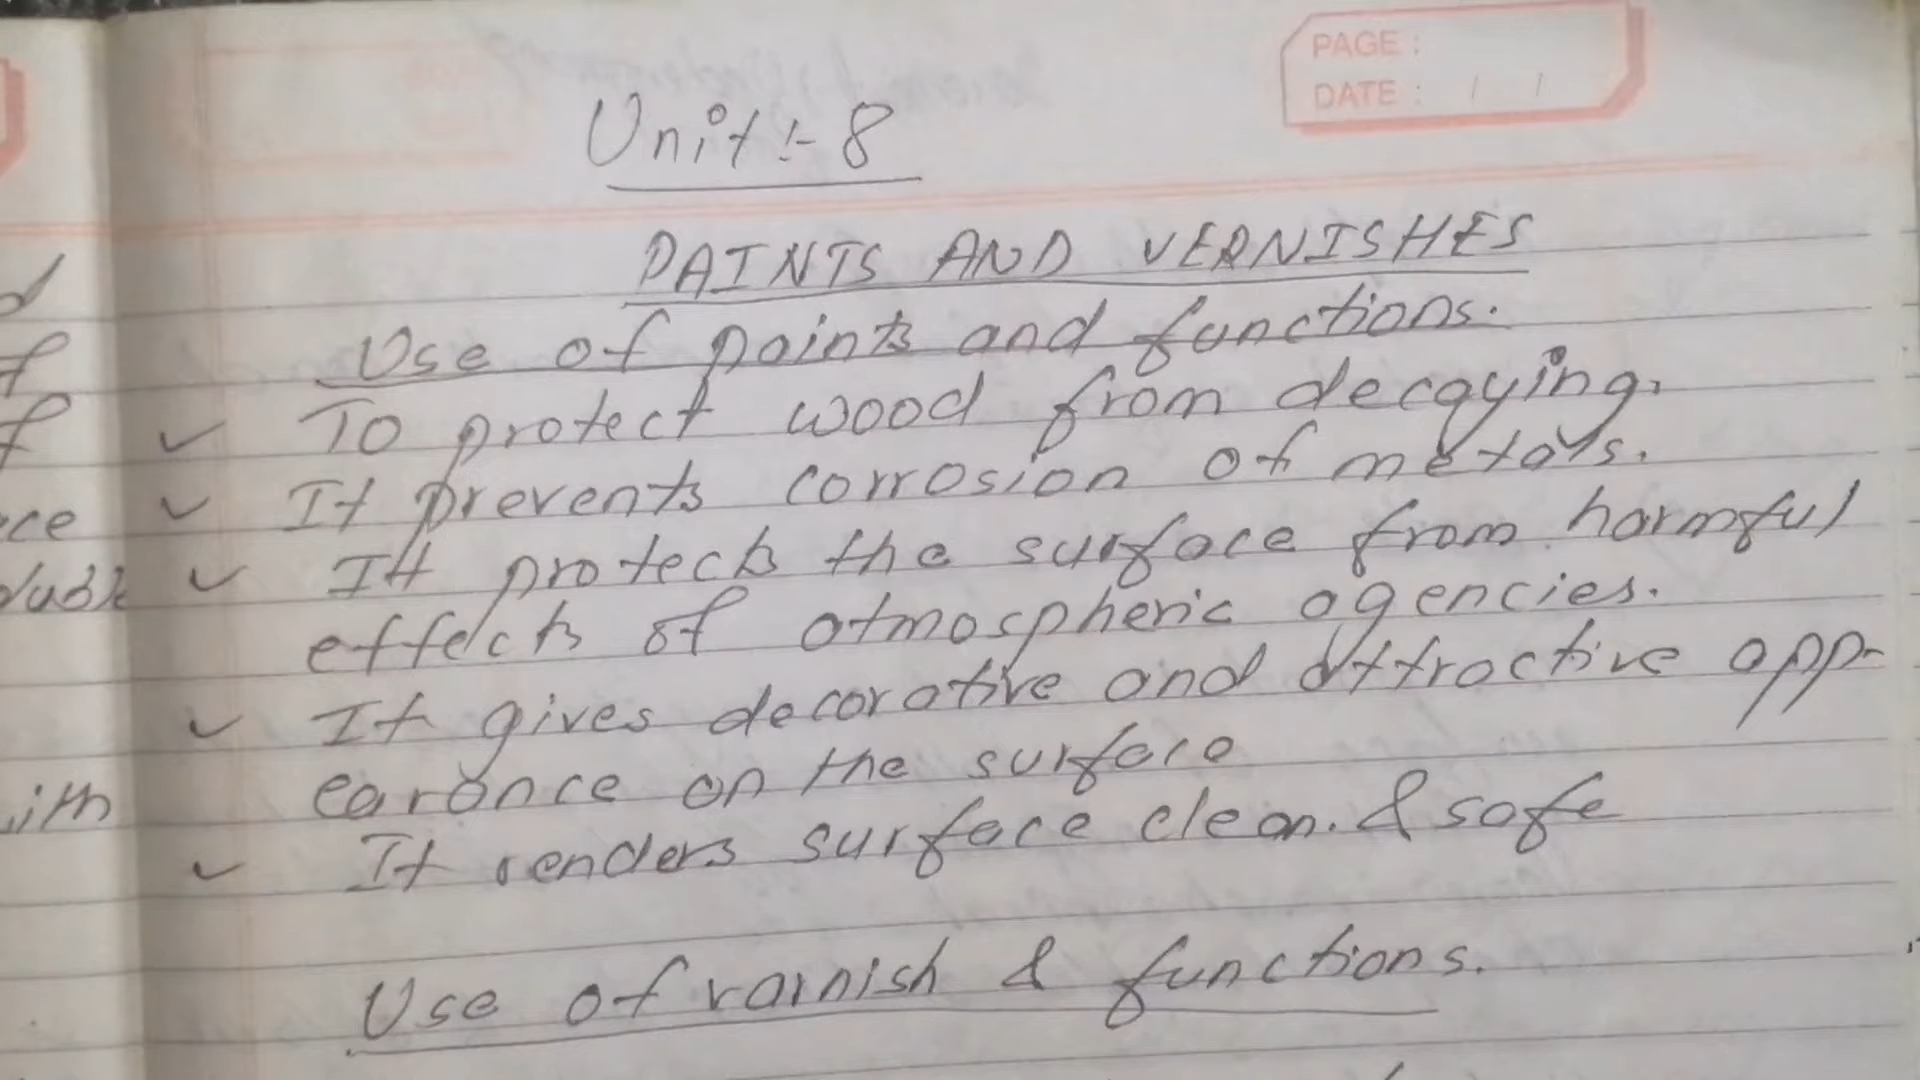 PAGE :
DATE : / /
Unit :- 8
PAINTS AND VERNISHES
Use of paints and functions.
✓ To protect wood from decaying.
✓ It prevents corrosion of metals.
✓ It protects the surface from harmful
effects of atmospheric agencies.
✓ It gives decorative and attractive app-
earance on the surface
✓ It renders surface clean. & safe
Use of varnish & functions.